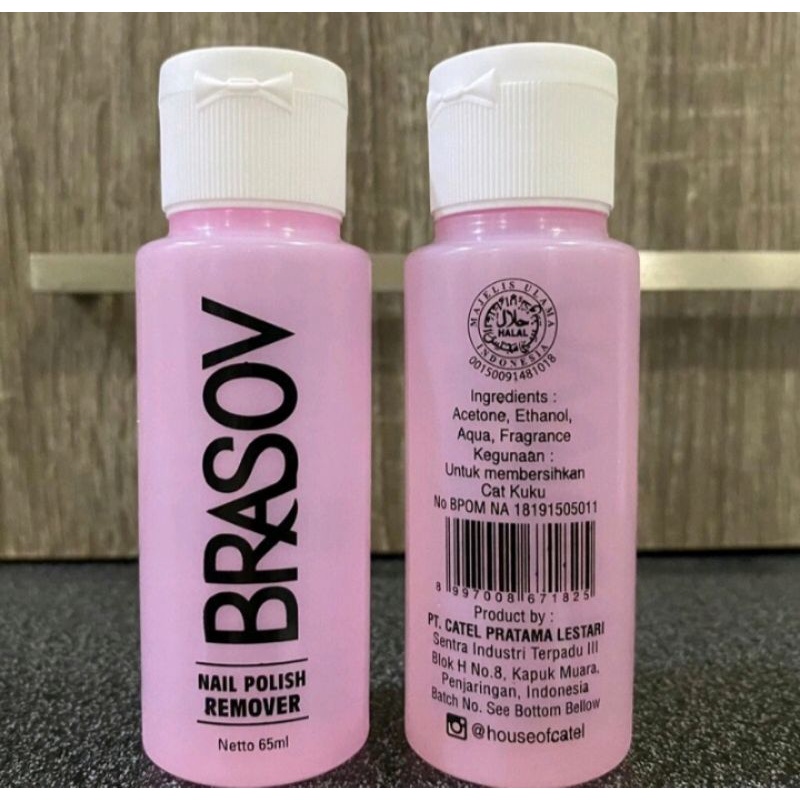 BRASOV
NAIL POLISH
REMOVER
Netto 65ml
MAJELIS ULAMA
حلال
HALAL
INDONESIA
00150091481018
Ingredients :
Acetone, Ethanol,
Aqua, Fragrance
Kegunaan :
Untuk membersihkan
Cat Kuku
No BPOM NA 18191505011
8 997008 671825
Product by :
PT. CATEL PRATAMA LESTARI
Sentra Industri Terpadu III
Blok H No.8, Kapuk Muara,
Penjaringan, Indonesia
Batch No. See Bottom Bellow
@houseofcatel